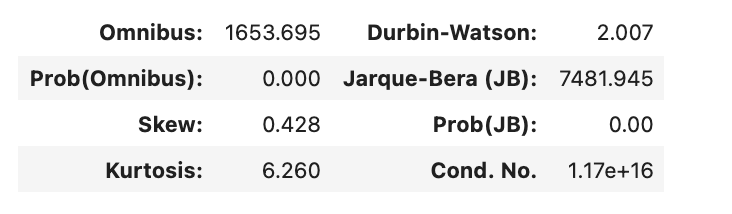 Omnibus: 1653.695 Durbin-Watson: 2.007
Prob(Omnibus): 0.000 Jarque-Bera (JB): 7481.945
Skew: 0.428 Prob(JB): 0.00
Kurtosis: 6.260 Cond. No. 1.17e+16